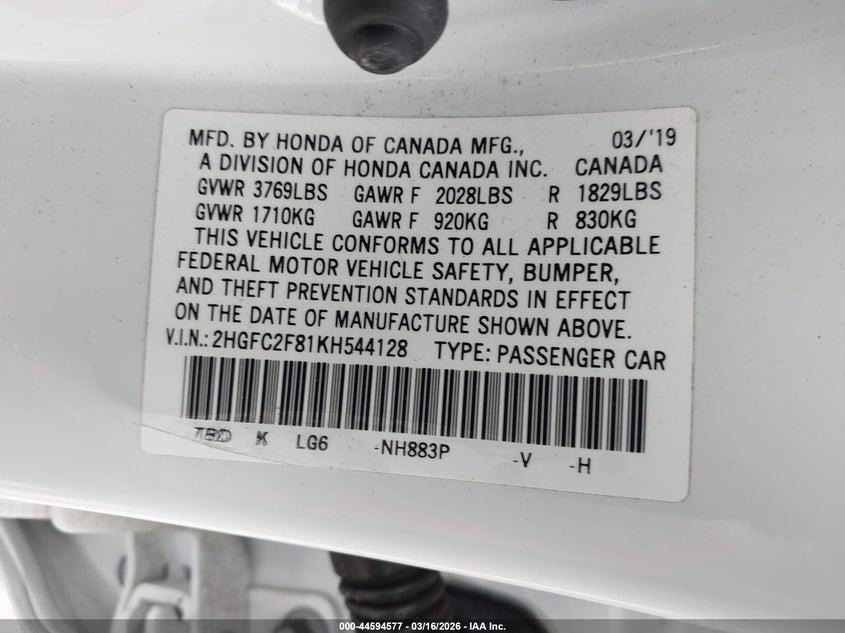 MFD. BY HONDA OF CANADA MFG., 03/'19
A DIVISION OF HONDA CANADA INC. CANADA
GVWR 3769LBS GAWR F 2028LBS R 1829LBS
GVWR 1710KG GAWR F 920KG R 830KG
THIS VEHICLE CONFORMS TO ALL APPLICABLE
FEDERAL MOTOR VEHICLE SAFETY, BUMPER,
AND THEFT PREVENTION STANDARDS IN EFFECT
ON THE DATE OF MANUFACTURE SHOWN ABOVE.
V.I.N.: 2HGFC2F81KH544128 TYPE: PASSENGER CAR
K LG6 -NH883P -V -H
000-44594577 — 03/16/2026 — IAA Inc.